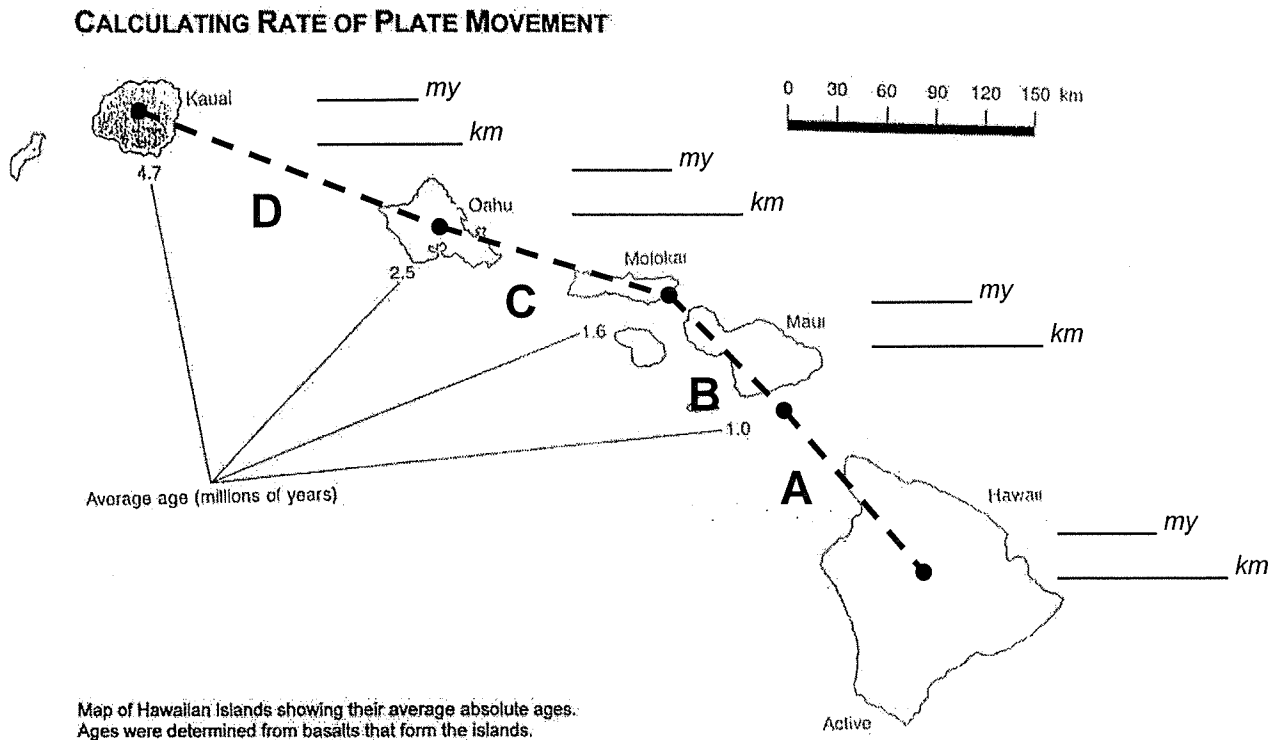 CALCULATING RATE OF PLATE MOVEMENT
Kauai
my
km
0 30 60 90 120 150 km
4.7
D
Oahu
my
km
2.5
C
Molokai
1.6
Maui
my
km
B
1.0
A
Average age (millions of years)
Hawaii
my
km
Active
Map of Hawaiian Islands showing their average absolute ages.
Ages were determined from basalts that form the islands.